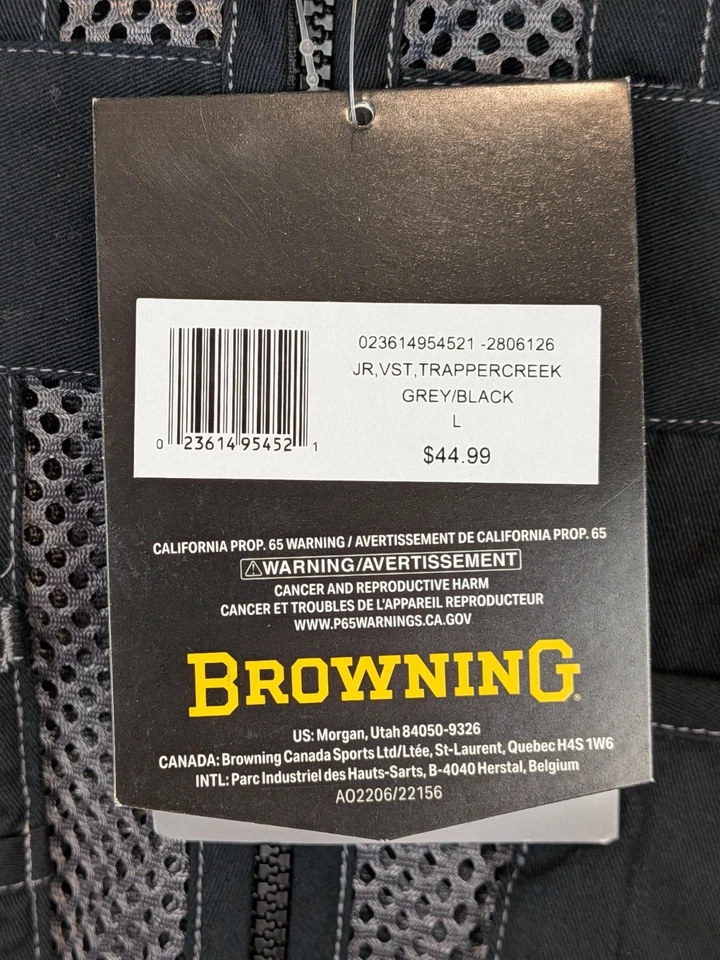 023614954521 -2806126
JR,VST,TRAPPERCREEK
GREY/BLACK
L
$44.99
0 23614 95452 1
CALIFORNIA PROP. 65 WARNING / AVERTISSEMENT DE CALIFORNIA PROP. 65
⚠WARNING/AVERTISSEMENT
CANCER AND REPRODUCTIVE HARM
CANCER ET TROUBLES DE L'APPAREIL REPRODUCTEUR
WWW.P65WARNINGS.CA.GOV
BROWNING®
US: Morgan, Utah 84050-9326
CANADA: Browning Canada Sports Ltd/Ltée, St-Laurent, Quebec H4S 1W6
INTL: Parc Industriel des Hauts-Sarts, B-4040 Herstal, Belgium
AO2206/22156